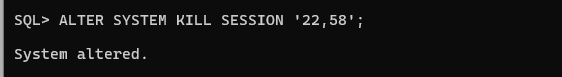 SQL> ALTER SYSTEM KILL SESSION '22,58';
System altered.